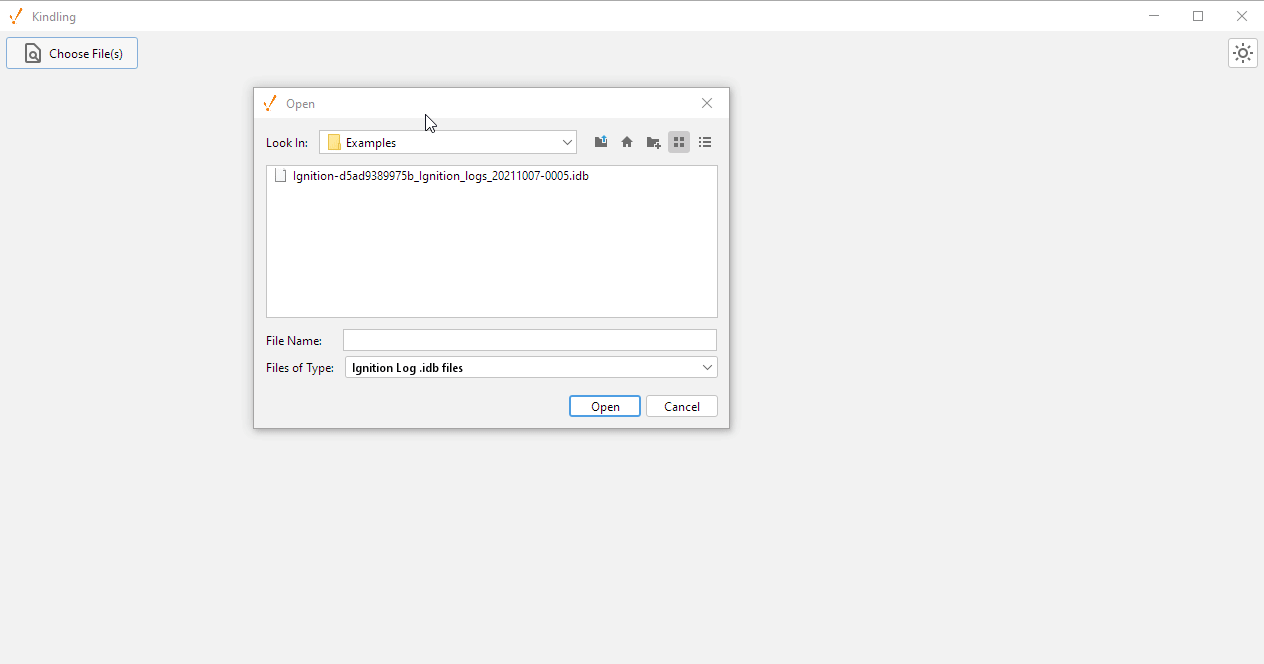 Kindling
Choose File(s)
Open
Look In: Examples
Ignition-d5ad9389975b_Ignition_logs_20211007-0005.idb
File Name:
Files of Type: Ignition Log .idb files
Open Cancel